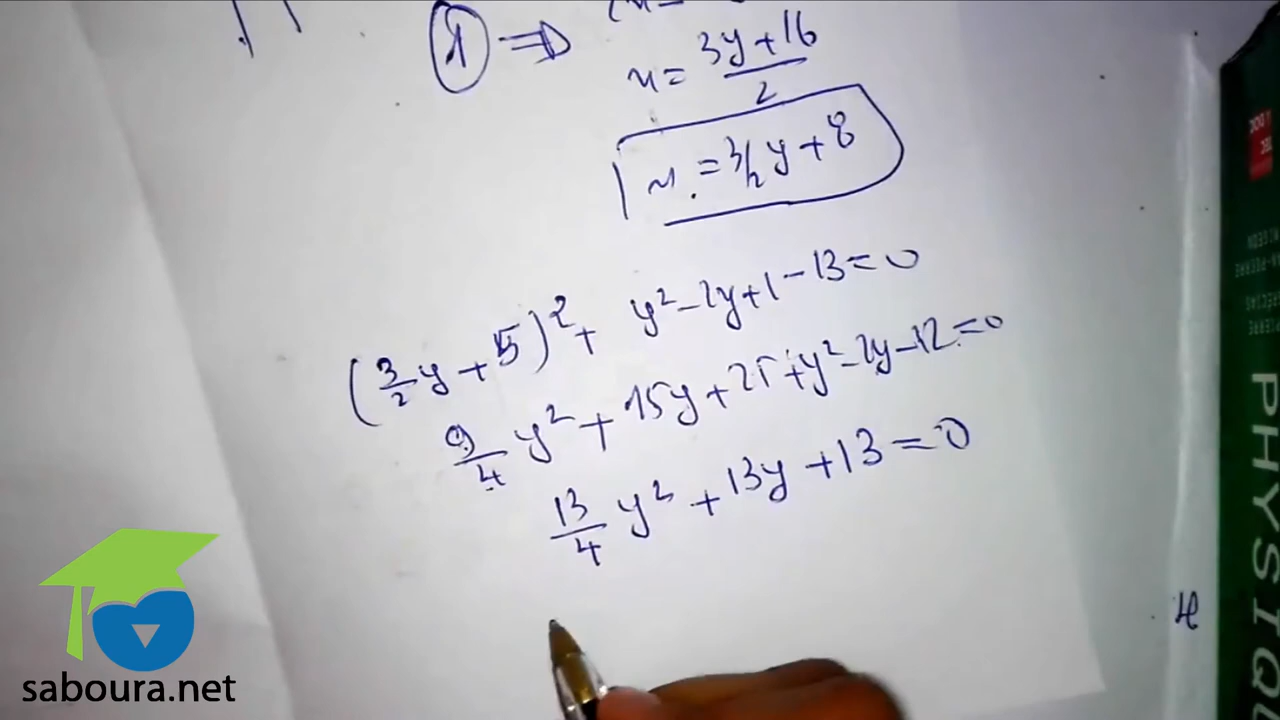 ① ⇒
x = (3y+16)/2
x = 3/2 y + 8
(3/2 y + 5)² + y² - 2y + 1 - 13 = 0
9/4 y² + 15y + 25 + y² - 2y - 12 = 0
13/4 y² + 13y + 13 = 0
PHYSIQU
saboura.net